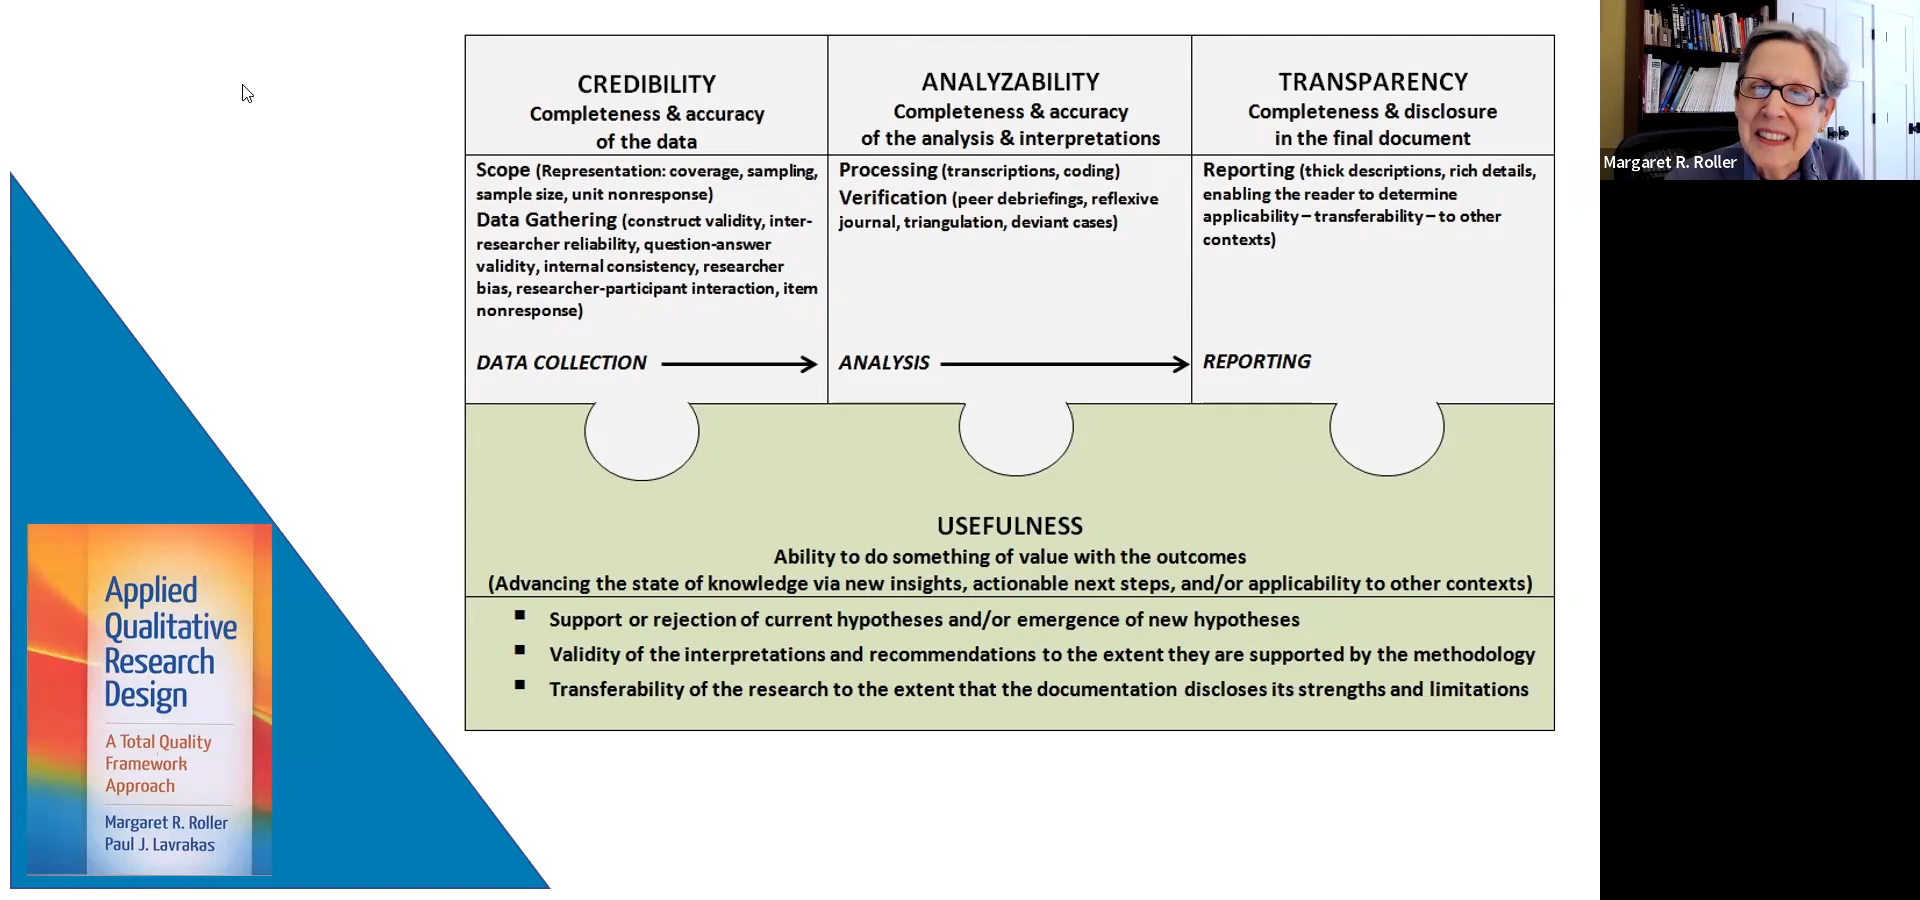 CREDIBILITY
Completeness & accuracy
of the data
ANALYZABILITY
Completeness & accuracy
of the analysis & interpretations
TRANSPARENCY
Completeness & disclosure
in the final document
Scope (Representation: coverage, sampling,
sample size, unit nonresponse)
Data Gathering (construct validity, inter-
researcher reliability, question-answer
validity, internal consistency, researcher
bias, researcher-participant interaction, item
nonresponse)
DATA COLLECTION
Processing (transcriptions, coding)
Verification (peer debriefings, reflexive
journal, triangulation, deviant cases)
ANALYSIS
Reporting (thick descriptions, rich details,
enabling the reader to determine
applicability – transferability – to other
contexts)
REPORTING
USEFULNESS
Ability to do something of value with the outcomes
(Advancing the state of knowledge via new insights, actionable next steps, and/or applicability to other contexts)
▪ Support or rejection of current hypotheses and/or emergence of new hypotheses
▪ Validity of the interpretations and recommendations to the extent they are supported by the methodology
▪ Transferability of the research to the extent that the documentation discloses its strengths and limitations
Applied
Qualitative
Research
Design
A Total Quality
Framework
Approach
Margaret R. Roller
Paul J. Lavrakas
Margaret R. Roller